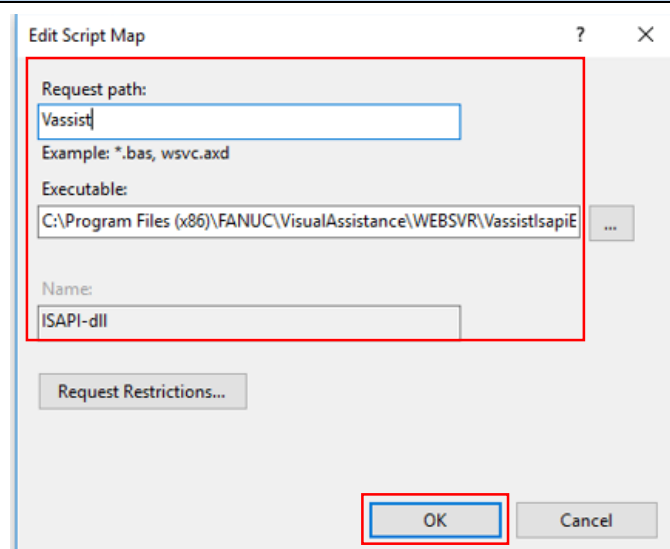 Edit Script Map
? X
Request path:
Vassist
Example: *.bas, wsvc.axd
Executable:
C:\Program Files (x86)\FANUC\VisualAssistance\WEBSVR\VassistIsapiE ...
Name:
ISAPI-dll
Request Restrictions...
OK Cancel